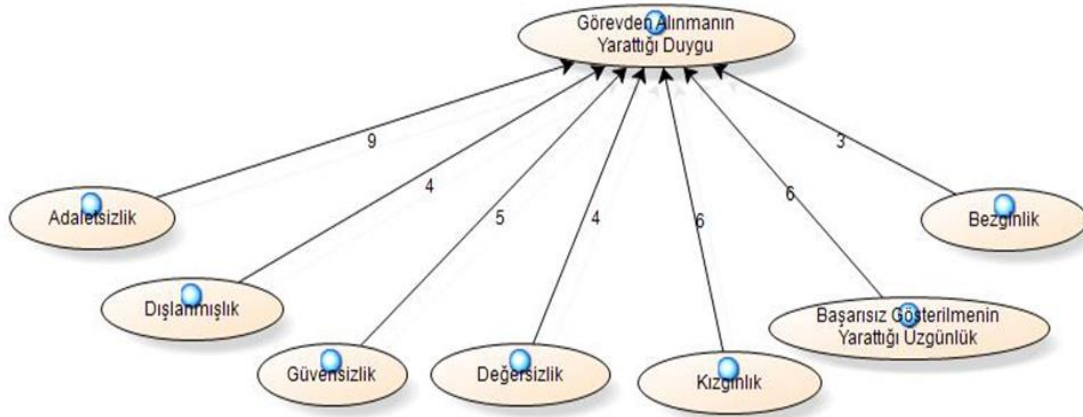 Görevden Alınmanın
Yarattığı Duygu
9
4
5
4
6
6
3
Adaletsizlik
Bezginlik
Dışlanmışlık
Başarısız Gösterilmenin
Yarattığı Uzgünlük
Güvensizlik
Değersizlik
Kızgınlık